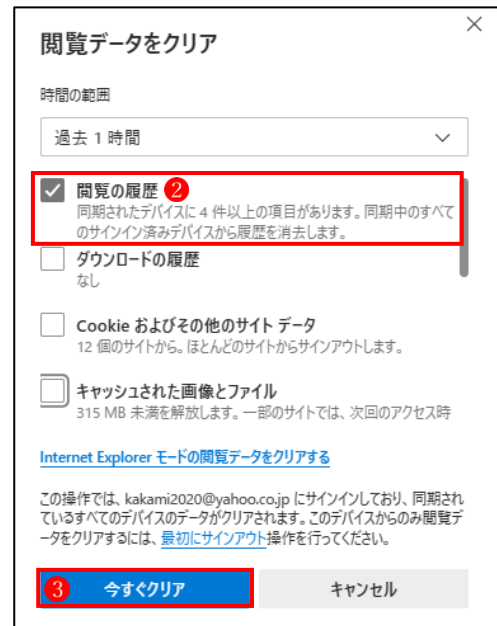 閲覧データをクリア
時間の範囲
過去 1 時間
閲覧の履歴 2
同期されたデバイスに 4 件以上の項目があります。同期中のすべて
のサインイン済みデバイスから履歴を消去します。
ダウンロードの履歴
なし
Cookie およびその他のサイト データ
12 個のサイトから。ほとんどのサイトからサインアウトします。
キャッシュされた画像とファイル
315 MB 未満を解放します。一部のサイトでは、次回のアクセス時
Internet Explorer モードの閲覧データをクリアする
この操作では、kakami2020@yahoo.co.jp にサインインしており、同期され
ているすべてのデバイスのデータがクリアされます。このデバイスからのみ閲覧デ
ータをクリアするには、最初にサインアウト操作を行ってください。
3 今すぐクリア キャンセル